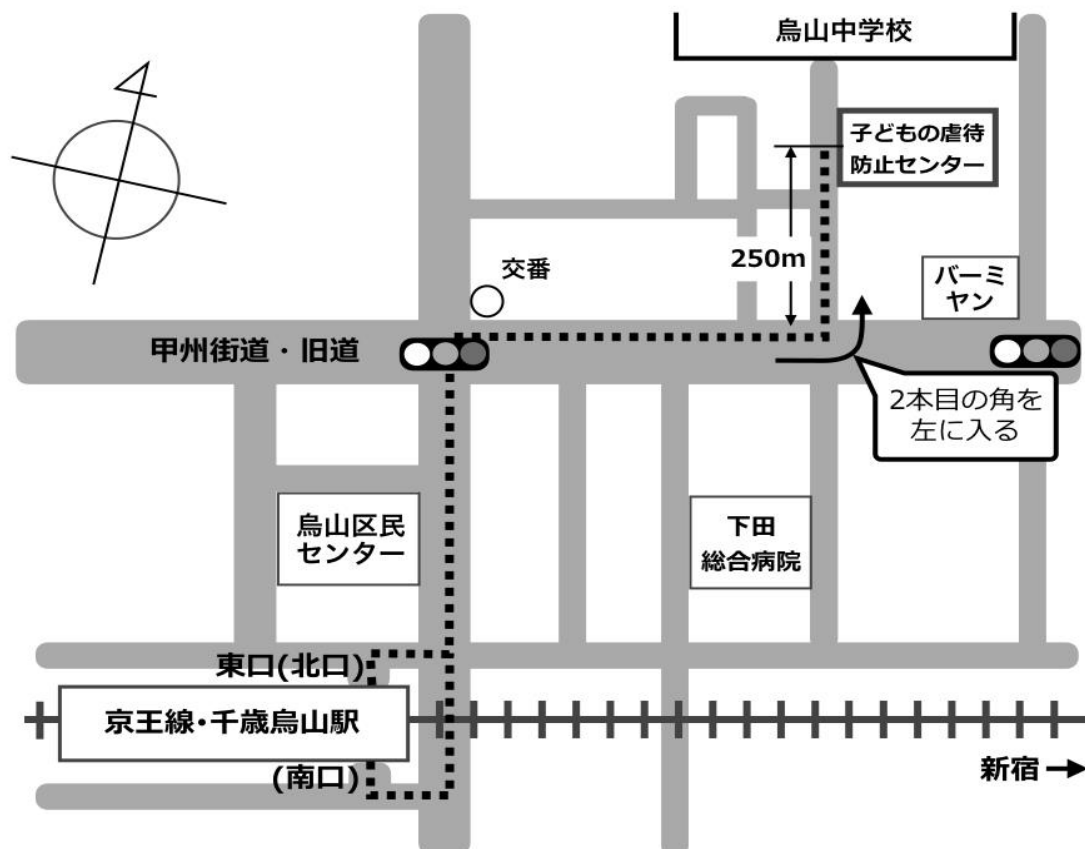 烏山中学校
子どもの虐待
防止センター
250m
交番
バーミ
ヤン
甲州街道・旧道
2本目の角を
左に入る
烏山区民
センター
下田
総合病院
東口(北口)
京王線・千歳烏山駅
(南口)
新宿→